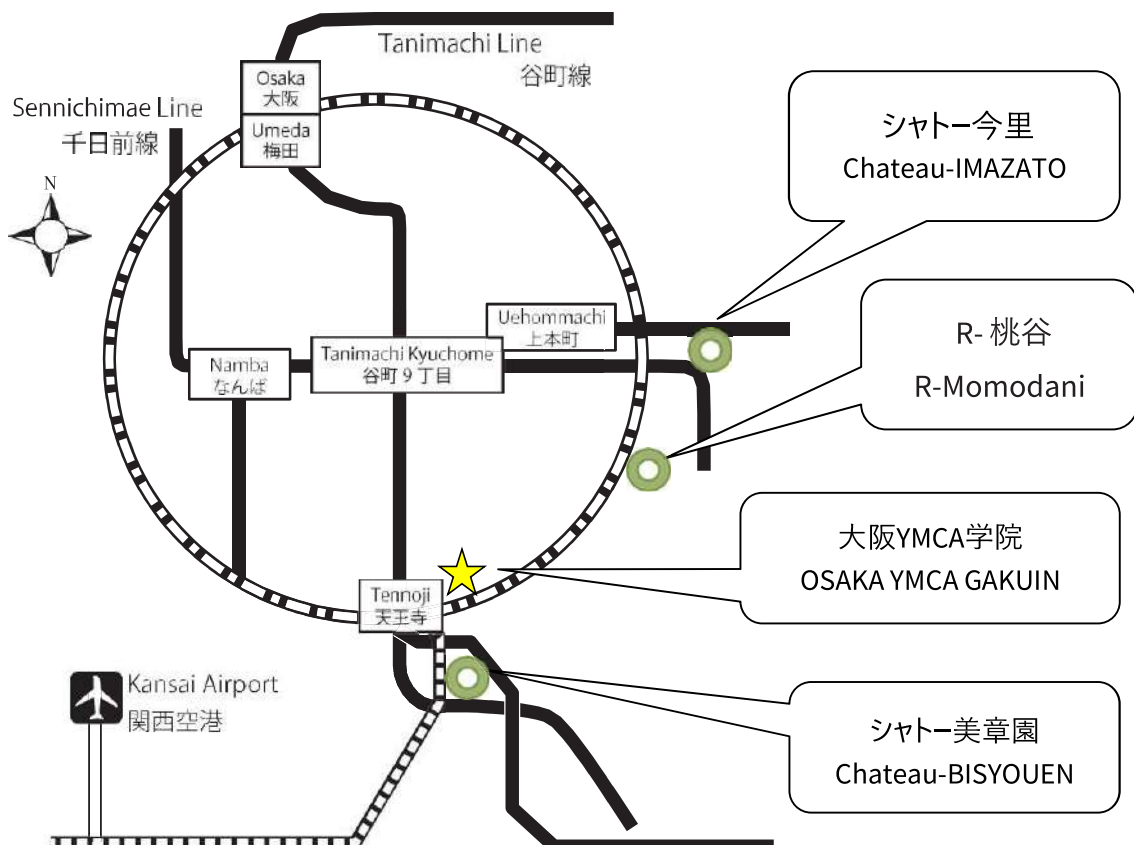 Tanimachi Line
谷町線
Osaka
大阪
Sennichimae Line
千日前線
Umeda
梅田
シャトー今里
Chateau-IMAZATO
N
Uehommachi
上本町
R- 桃谷
R-Momodani
Tanimachi Kyuchome
谷町 9 丁目
Namba
なんば
大阪YMCA学院
OSAKA YMCA GAKUIN
Tennoji
天王寺
Kansai Airport
関西空港
シャトー美章園
Chateau-BISYOUEN